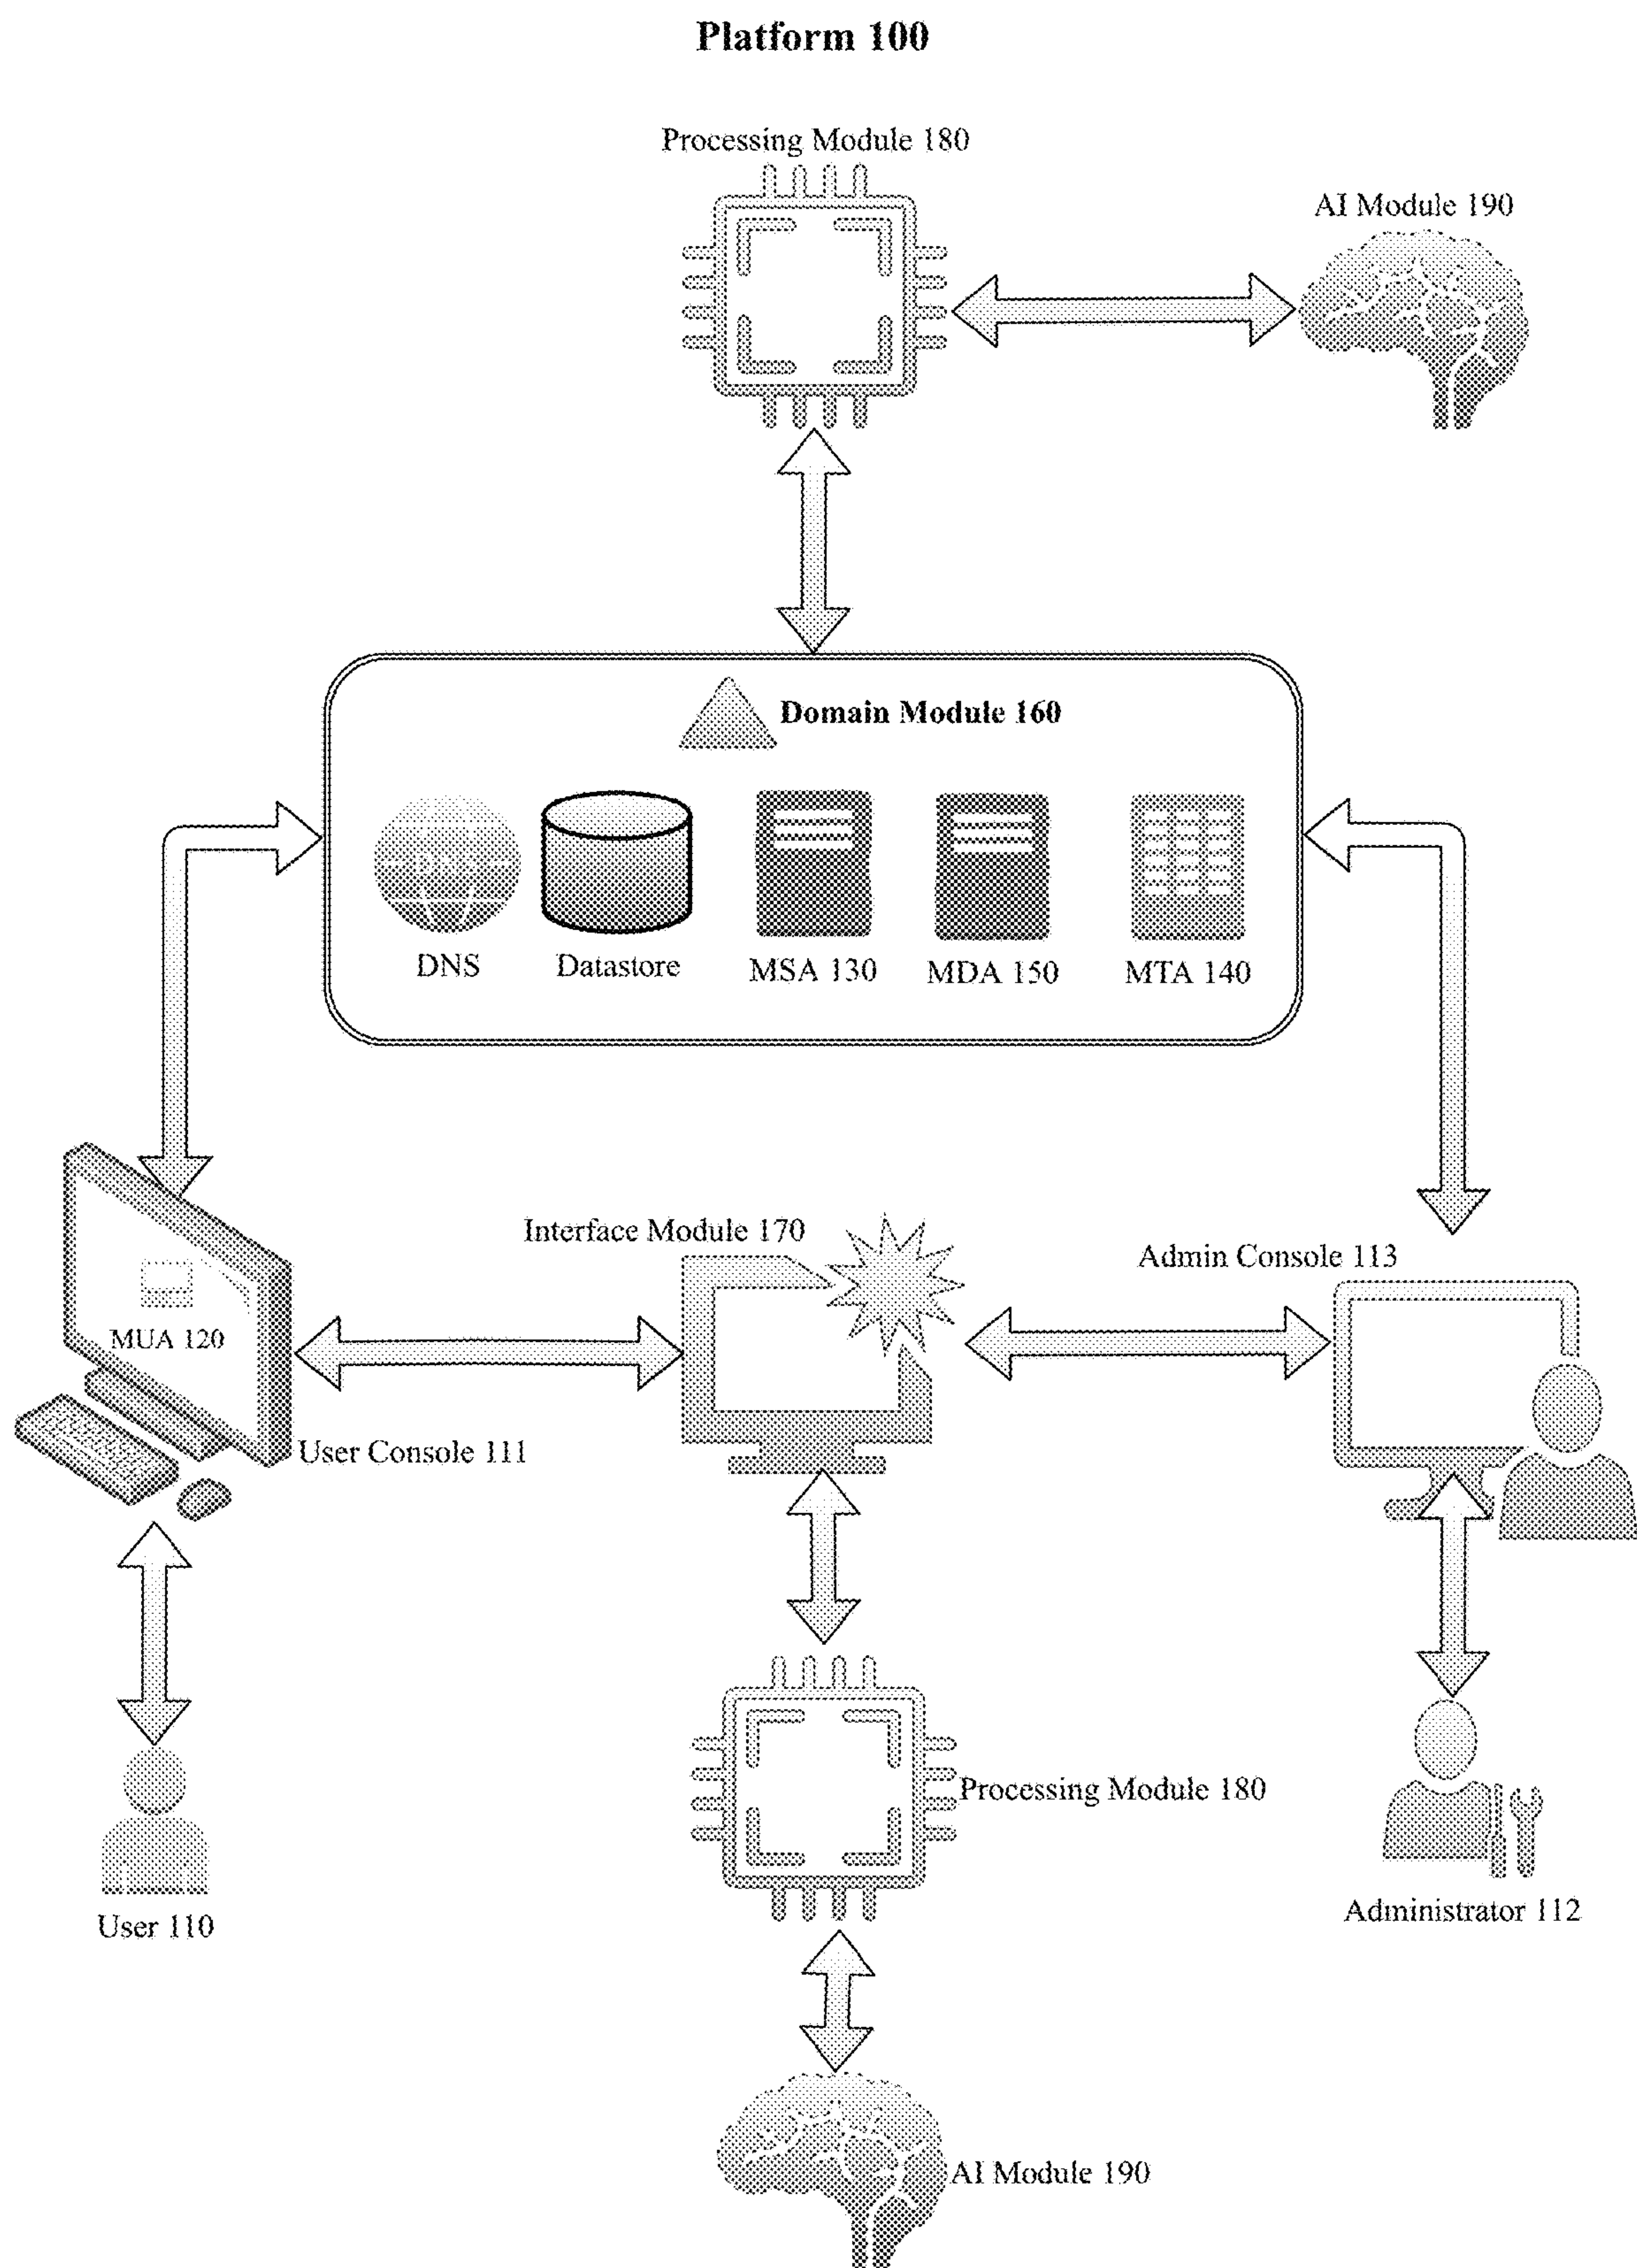 Platform 100
Processing Module 180
AI Module 190
Domain Module 160
DNS
DNS
Datastore
MSA 130
MDA 150
MTA 140
Interface Module 170
Admin Console 113
MUA 120
User Console 111
Processing Module 180
User 110
Administrator 112
AI Module 190